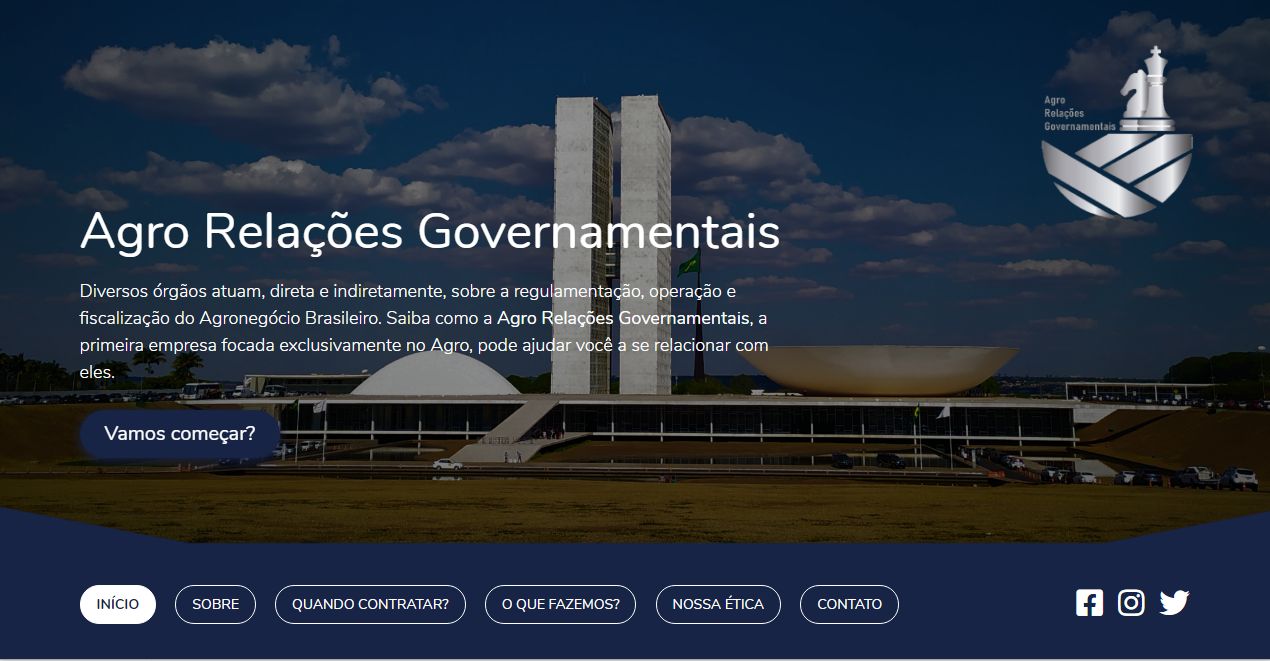 Agro
Relações
Governamentais
Agro Relações Governamentais
Diversos órgãos atuam, direta e indiretamente, sobre a regulamentação, operação e
fiscalização do Agronegócio Brasileiro. Saiba como a Agro Relações Governamentais, a
primeira empresa focada exclusivamente no Agro, pode ajudar você a se relacionar com
eles.
Vamos começar?
INÍCIO
SOBRE
QUANDO CONTRATAR?
O QUE FAZEMOS?
NOSSA ÉTICA
CONTATO